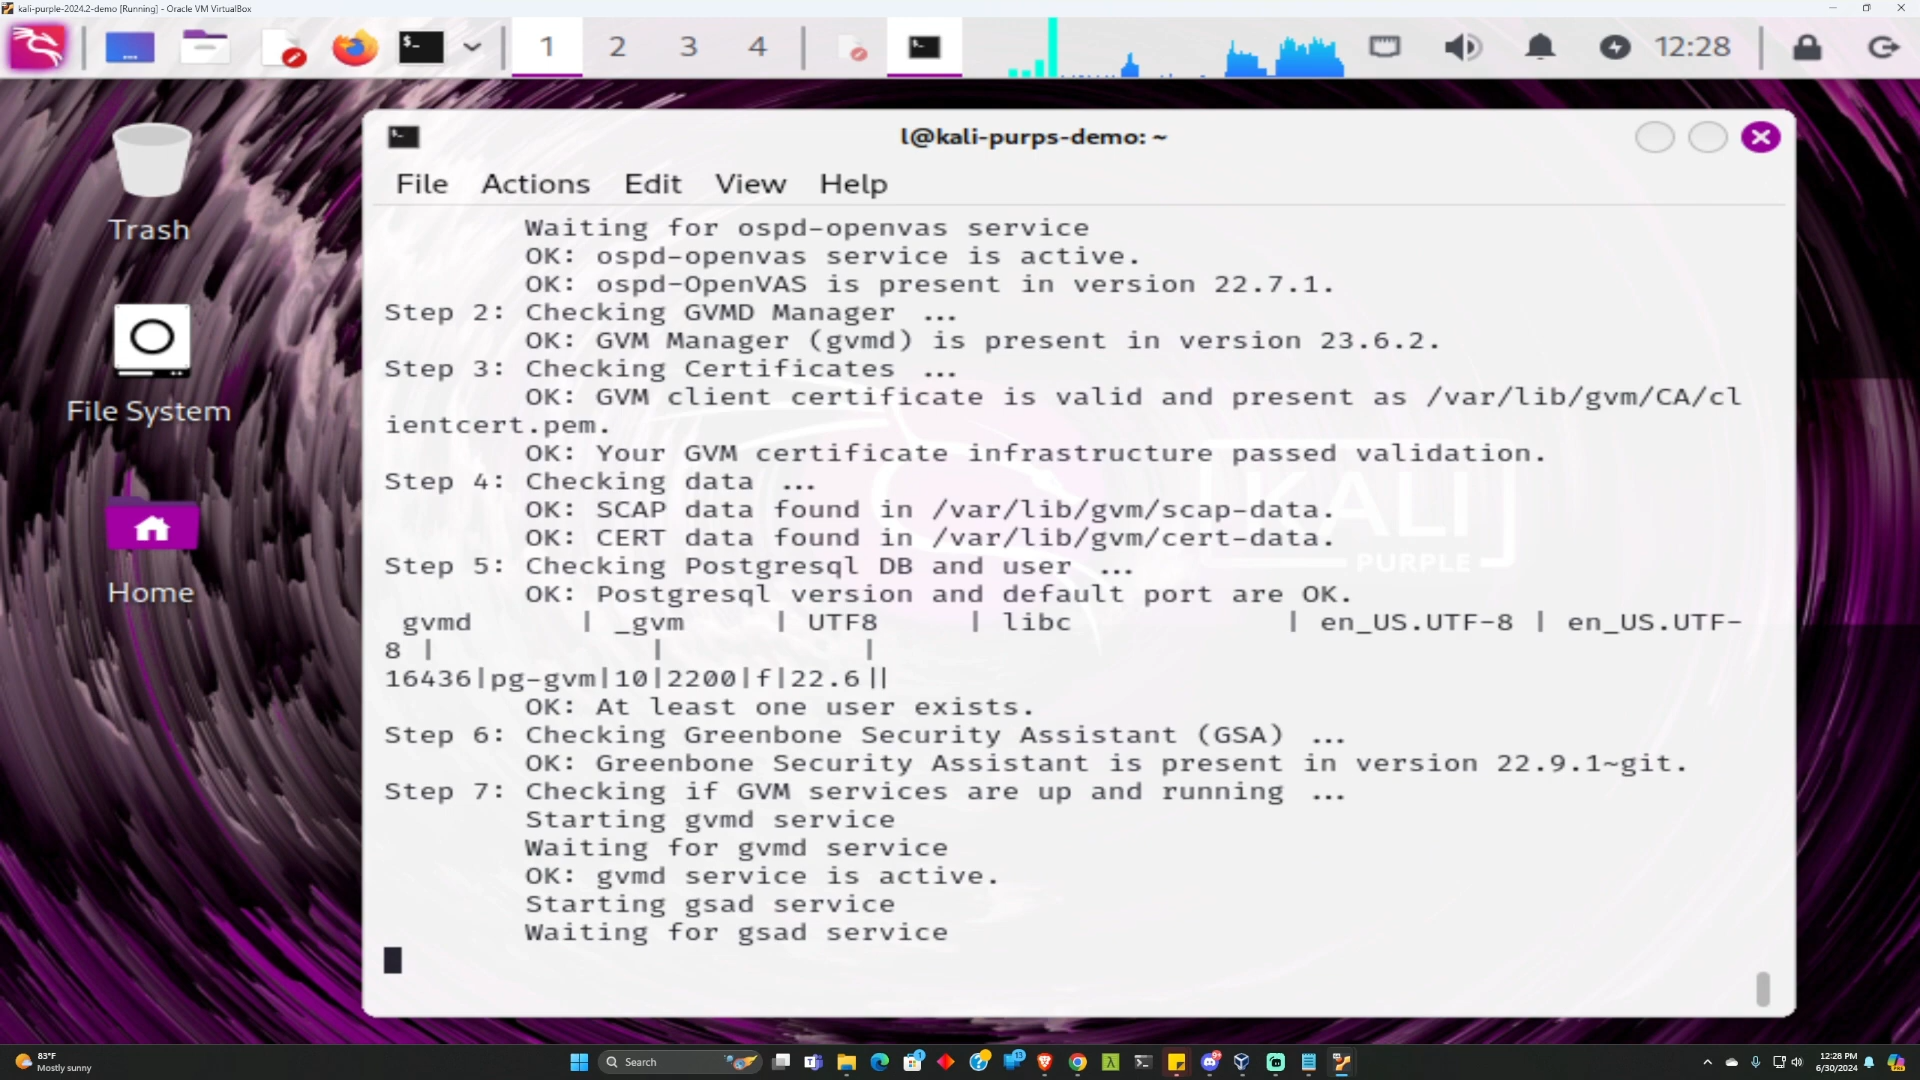 kali-purple-2024.2-demo [Running] - Oracle VM VirtualBox
1 2 3 4 12:28
l@kali-purps-demo: ~
File Actions Edit View Help
Trash
File System
Home
Waiting for ospd-openvas service
OK: ospd-openvas service is active.
OK: ospd-OpenVAS is present in version 22.7.1.
Step 2: Checking GVMD Manager ...
OK: GVM Manager (gvmd) is present in version 23.6.2.
Step 3: Checking Certificates ...
OK: GVM client certificate is valid and present as /var/lib/gvm/CA/cl
ientcert.pem.
OK: Your GVM certificate infrastructure passed validation.
Step 4: Checking data ...
OK: SCAP data found in /var/lib/gvm/scap-data.
OK: CERT data found in /var/lib/gvm/cert-data.
Step 5: Checking Postgresql DB and user ...
OK: Postgresql version and default port are OK.
gvmd | _gvm | UTF8 | libc | en_US.UTF-8 | en_US.UTF-
8 | | |
16436|pg-gvm|10|2200|f|22.6||
OK: At least one user exists.
Step 6: Checking Greenbone Security Assistant (GSA) ...
OK: Greenbone Security Assistant is present in version 22.9.1~git.
Step 7: Checking if GVM services are up and running ...
Starting gvmd service
Waiting for gvmd service
OK: gvmd service is active.
Starting gsad service
Waiting for gsad service
KALI
PURPLE
83°F
Mostly sunny
Search
12:28 PM
6/30/2024